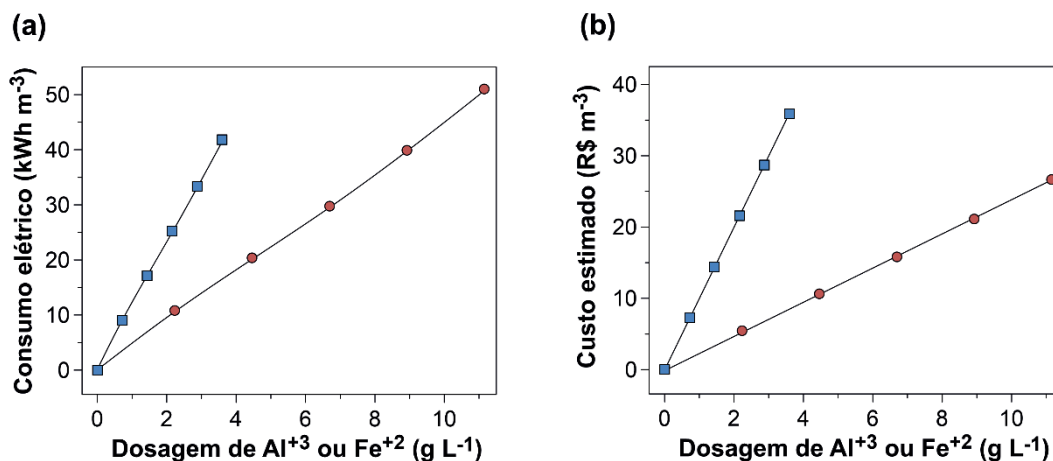 (a)
(b)
Consumo elétrico (kWh m-3)
50
40
30
20
10
0
0 2 4 6 8 10
Dosagem de Al+3 ou Fe+2 (g L-1)
Custo estimado (R$ m-3)
40
30
20
10
0
0 2 4 6 8 10
Dosagem de Al+3 ou Fe+2 (g L-1)